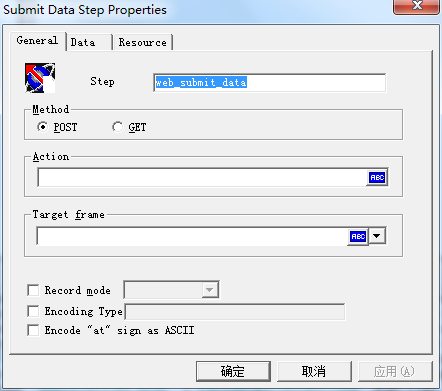 Submit Data Step Properties
General Data Resource
Step web_submit_data
Method
POST GET
Action
ABC
Target frame
ABC
Record mode
Encoding Type
Encode "at" sign as ASCII
确定 取消 应用(A)